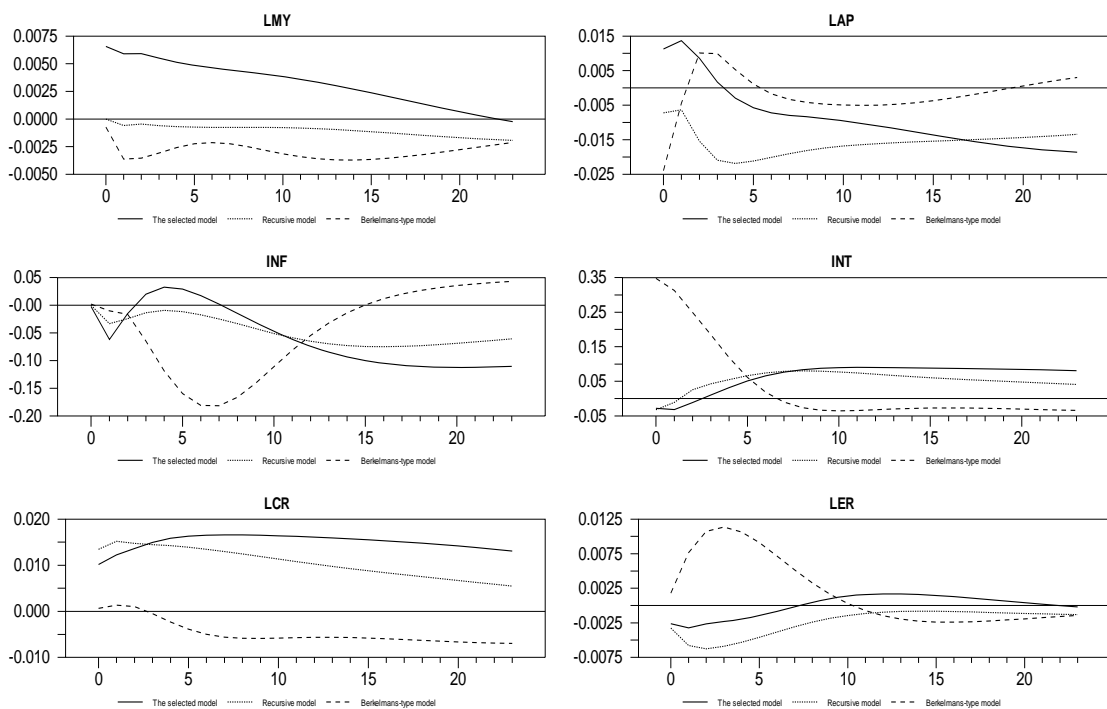 LMY
0.0075
0.0050
0.0025
0.0000
-0.0025
-0.0050
0 5 10 15 20
The selected model Recursive model Berkelmans-type model
LAP
0.015
0.005
-0.005
-0.015
-0.025
0 5 10 15 20
The selected model Recursive model Berkelmans-type model
INF
0.05
-0.00
-0.05
-0.10
-0.15
-0.20
0 5 10 15 20
The selected model Recursive model Berkelmans-type model
INT
0.35
0.25
0.15
0.05
-0.05
0 5 10 15 20
The selected model Recursive model Berkelmans-type model
LCR
0.020
0.010
0.000
-0.010
0 5 10 15 20
The selected model Recursive model Berkelmans-type model
LER
0.0125
0.0075
0.0025
-0.0025
-0.0075
0 5 10 15 20
The selected model Recursive model Berkelmans-type model